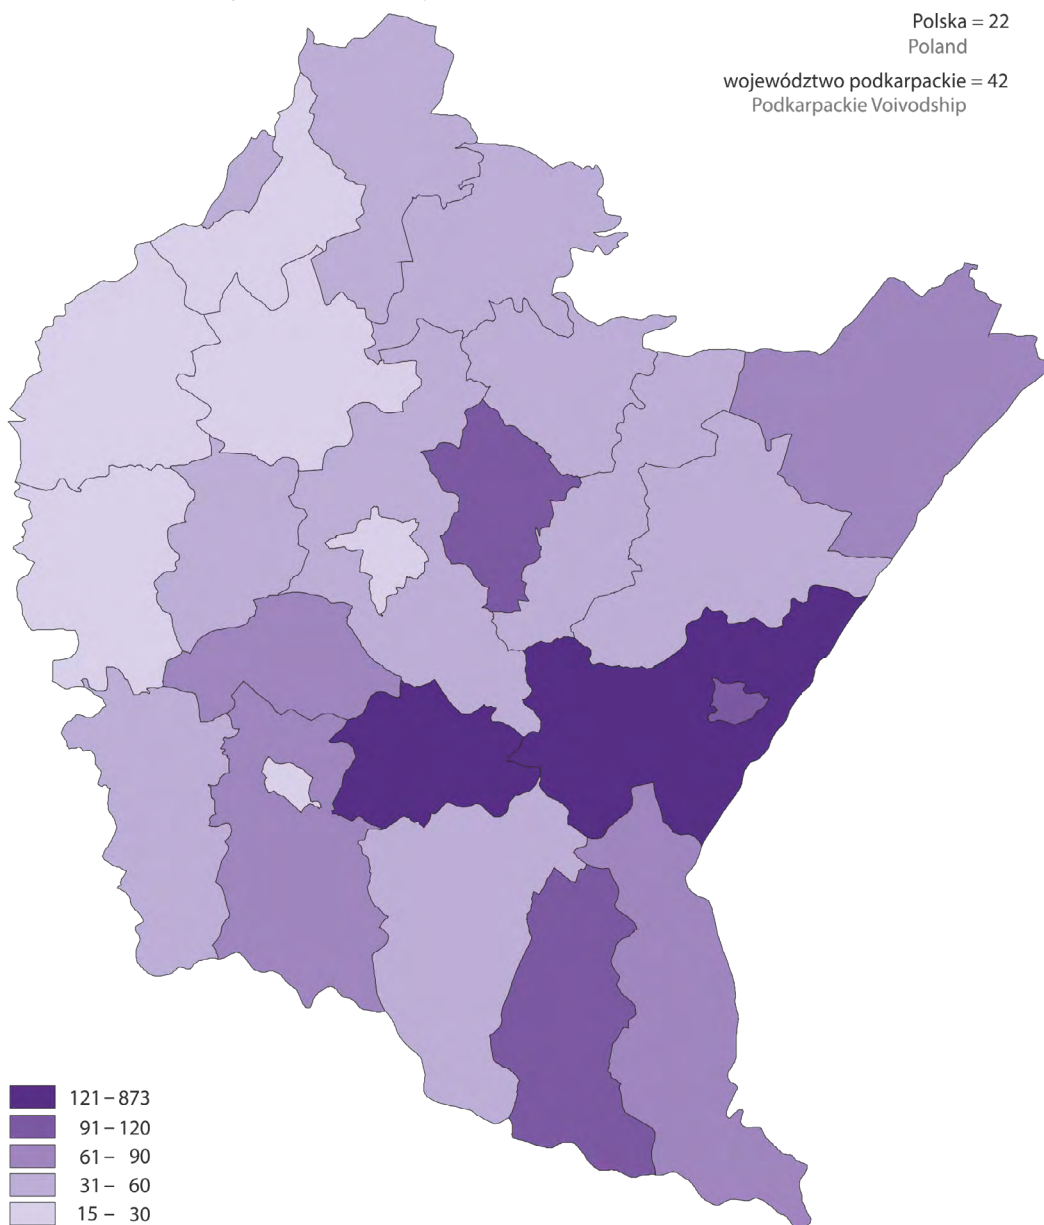 Polska = 22
Poland
województwo podkarpackie = 42
Podkarpackie Voivodship
121 – 873
91 – 120
61 – 90
31 – 60
15 – 30